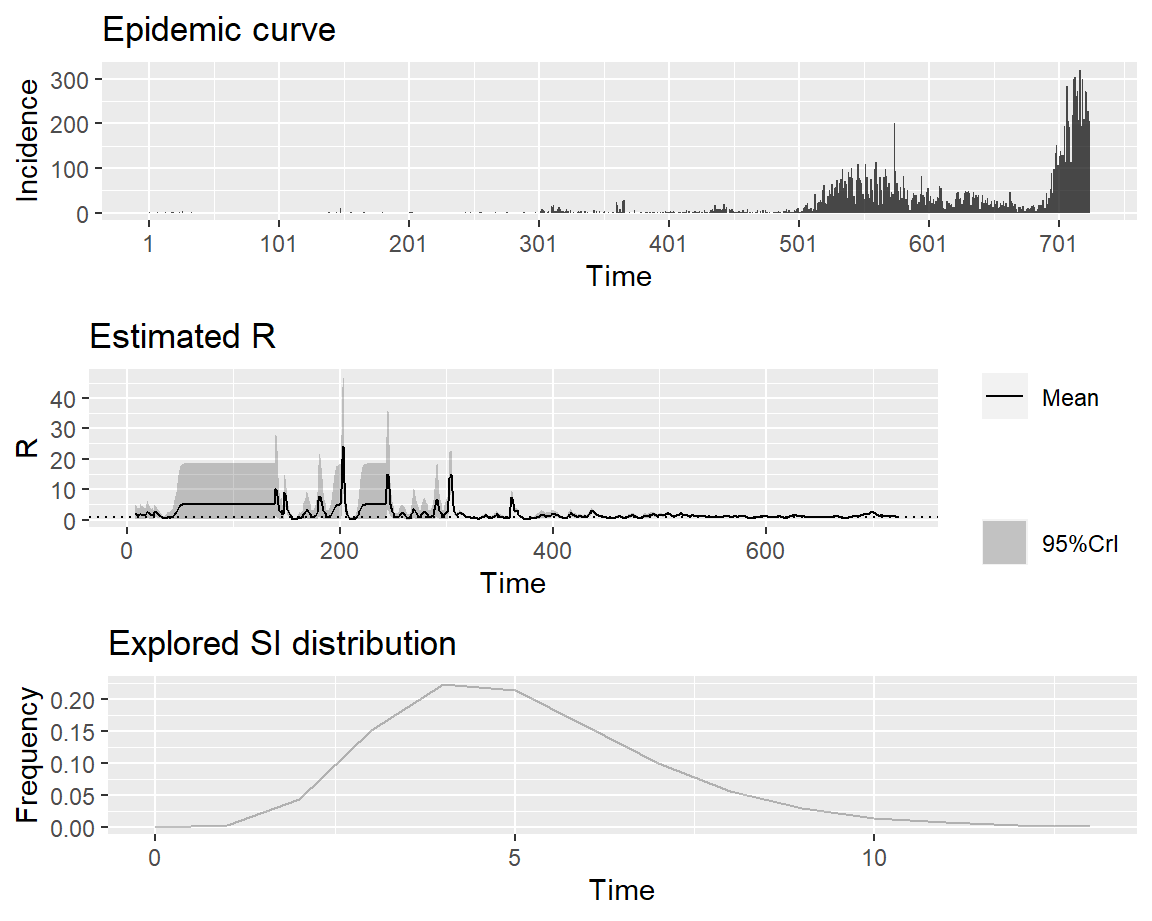 Epidemic curve
Incidence
300
200
100
0
1 101 201 301 401 501 601 701
Time
Estimated R
R
40
30
20
10
0
0 200 400 600
Time
Mean
95%CrI
Explored SI distribution
Frequency
0.20
0.15
0.10
0.05
0.00
0 5 10
Time